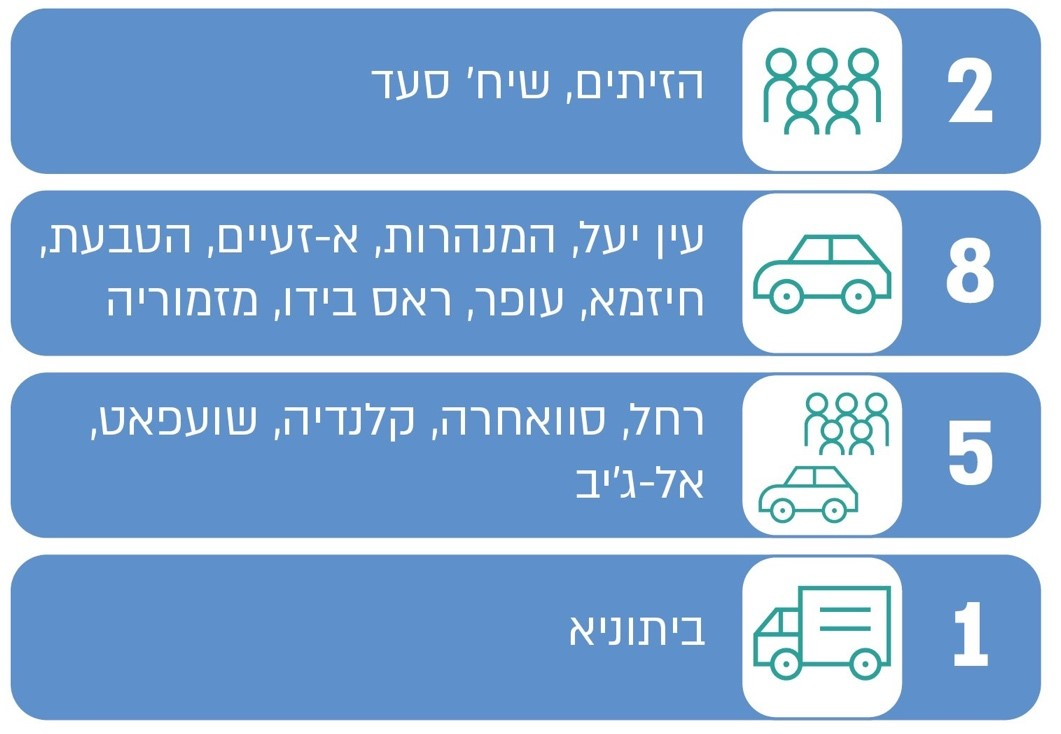 2
הזיתים, שיח' סעד
8
עין יעל, המנהרות, א-זעיים, הטבעת,
חיזמא, עופר, ראס בידו, מזמוריה
5
רחל, סוואחרה, קלנדיה, שועפאט,
אל-ג'יב
1
ביתוניא